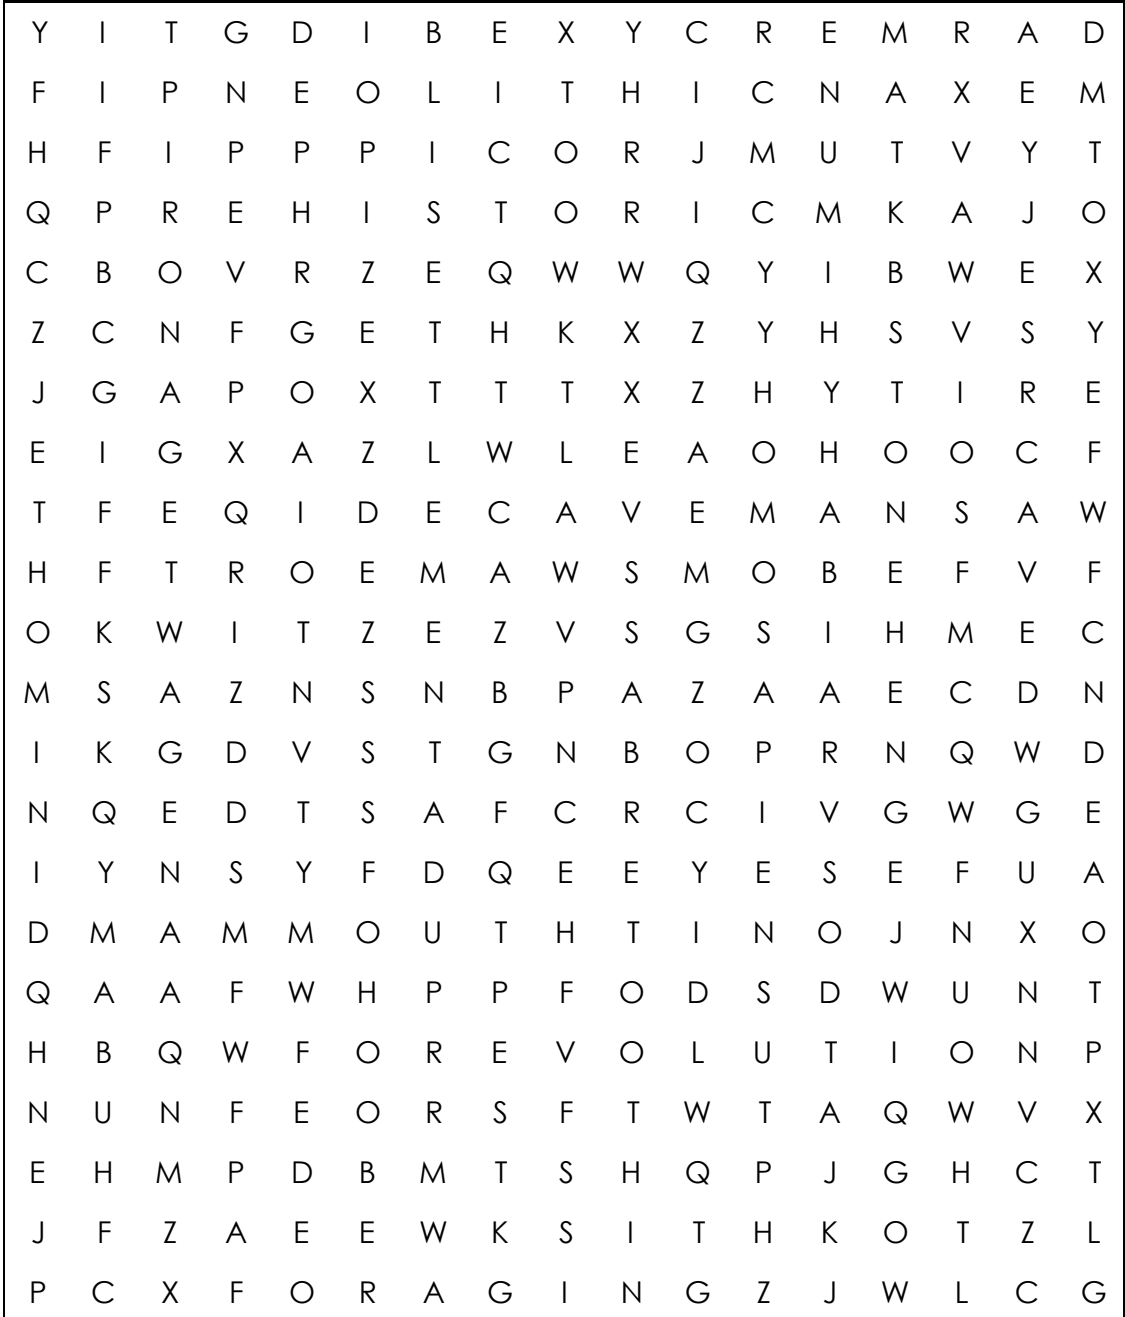 Y I T G D I B E X Y C R E M R A D
F I P N E O L I T H I C N A X E M
H F I P P P I C O R J M U T V Y T
Q P R E H I S T O R I C M K A J O
C B O V R Z E Q W W Q Y I B W E X
Z C N F G E T H K X Z Y H S V S Y
J G A P O X T T T X Z H Y T I R E
E I G X A Z L W L E A O H O O C F
T F E Q I D E C A V E M A N S A W
H F T R O E M A W S M O B E F V F
O K W I T Z E Z V S G S I H M E C
M S A Z N S N B P A Z A A E C D N
I K G D V S T G N B O P R N Q W D
N Q E D T S A F C R C I V G W G E
I Y N S Y F D Q E E Y E S E F U A
D M A M M O U T H T I N O J N X O
Q A A F W H P P F O D S D W U N T
H B Q W F O R E V O L U T I O N P
N U N F E O R S F T W T A Q W V X
E H M P D B M T S H Q P J G H C T
J F Z A E E W K S I T H K O T Z L
P C X F O R A G I N G Z J W L C G